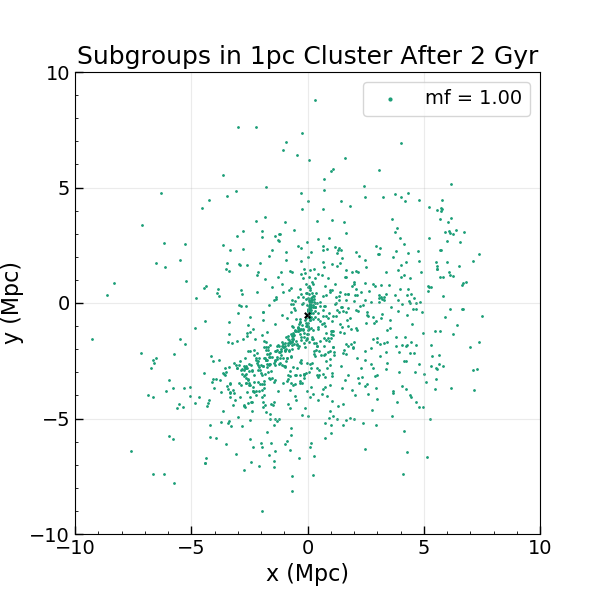 Subgroups in 1pc Cluster After 2 Gyr
mf = 1.00
10
5
0
−5
−10
y (Mpc)
−10 −5 0 5 10
x (Mpc)